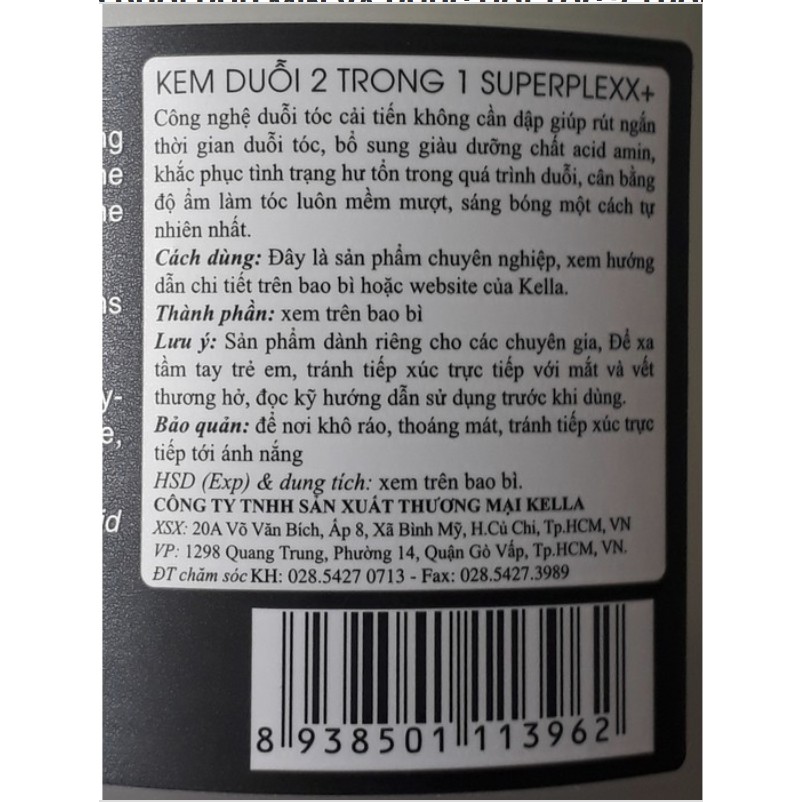 KEM DUỖI 2 TRONG 1 SUPERPLEXX+
Công nghệ duỗi tóc cải tiến không cần dập giúp rút ngắn
thời gian duỗi tóc, bổ sung giàu dưỡng chất acid amin,
khắc phục tình trạng hư tổn trong quá trình duỗi, cân bằng
độ ẩm làm tóc luôn mềm mượt, sáng bóng một cách tự
nhiên nhất.
Cách dùng: Đây là sản phẩm chuyên nghiệp, xem hướng
dẫn chi tiết trên bao bì hoặc website của Kella.
Thành phần: xem trên bao bì
Lưu ý: Sản phẩm dành riêng cho các chuyên gia, Để xa
tầm tay trẻ em, tránh tiếp xúc trực tiếp với mắt và vết
thương hở, đọc kỹ hướng dẫn sử dụng trước khi dùng.
Bảo quản: để nơi khô ráo, thoáng mát, tránh tiếp xúc trực
tiếp tới ánh nắng
HSD (Exp) & dung tích: xem trên bao bì.
CÔNG TY TNHH SẢN XUẤT THƯƠNG MẠI KELLA
XSX: 20A Võ Văn Bích, Ấp 8, Xã Bình Mỹ, H.Củ Chi, Tp.HCM, VN
VP: 1298 Quang Trung, Phường 14, Quận Gò Vấp, Tp.HCM, VN.
ĐT chăm sóc KH: 028.5427 0713 - Fax: 028.5427.3989
8 938501 113962